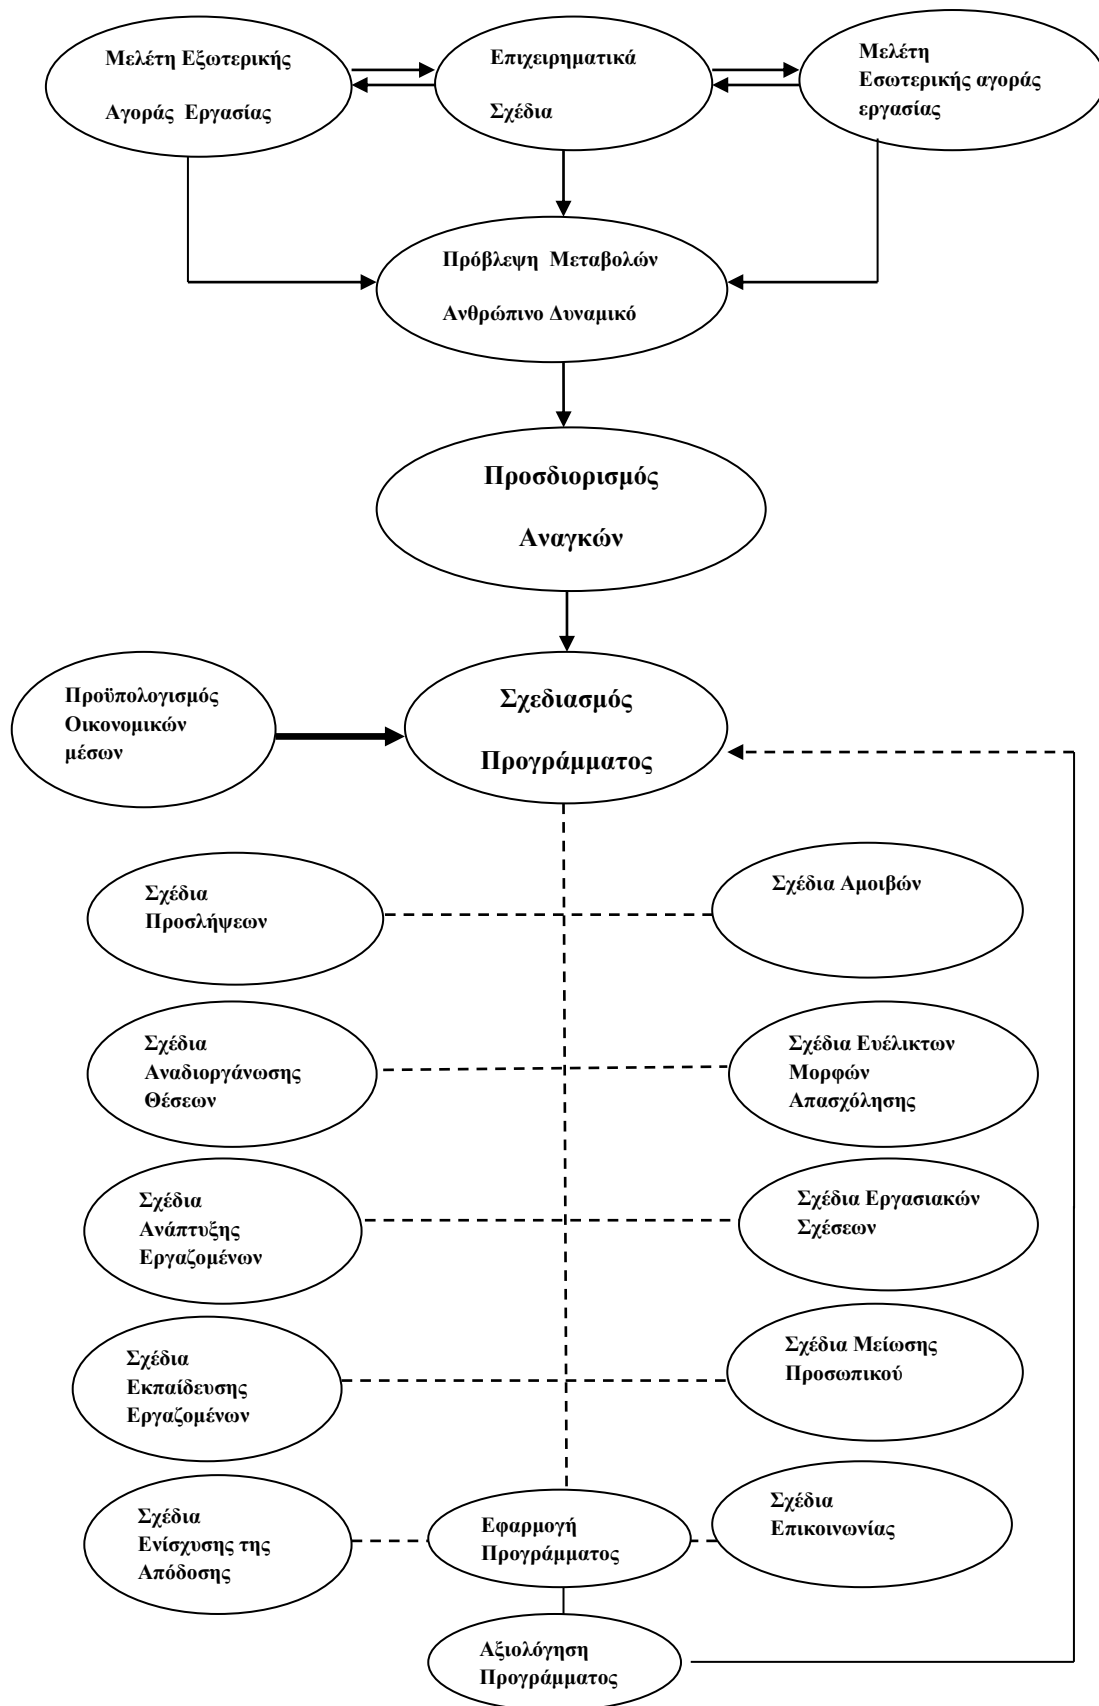 Μελέτη Εξωτερικής
Αγοράς Εργασίας
Επιχειρηματικά
Σχέδια
Μελέτη
Εσωτερικής αγοράς
εργασίας
Πρόβλεψη Μεταβολών
Ανθρώπινο Δυναμικό
Προσδιορισμός
Αναγκών
Προϋπολογισμός
Οικονομικών
μέσων
Σχεδιασμός
Προγράμματος
Σχέδια
Προσλήψεων
Σχέδια Αμοιβών
Σχέδια
Αναδιοργάνωσης
Θέσεων
Σχέδια Ευέλικτων
Μορφών
Απασχόλησης
Σχέδια
Ανάπτυξης
Εργαζομένων
Σχέδια Εργασιακών
Σχέσεων
Σχέδια
Εκπαίδευσης
Εργαζομένων
Σχέδια Μείωσης
Προσωπικού
Σχέδια
Ενίσχυσης της
Απόδοσης
Εφαρμογή
Προγράμματος
Σχέδια
Επικοινωνίας
Αξιολόγηση
Προγράμματος